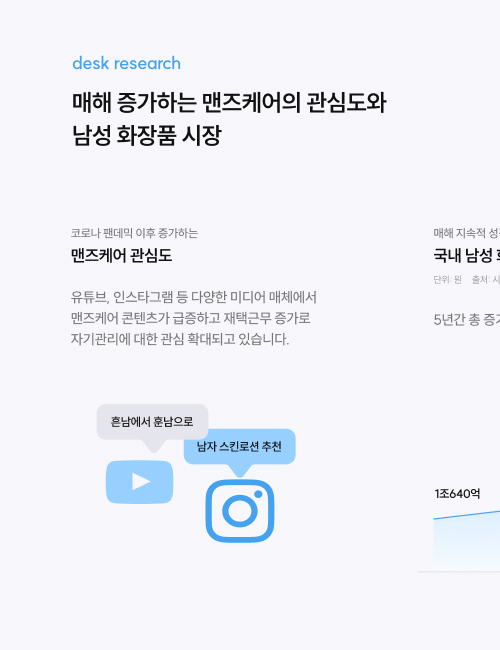 desk research
매해 증가하는 맨즈케어의 관심도와
남성 화장품 시장
코로나 팬데믹 이후 증가하는
맨즈케어 관심도
유튜브, 인스타그램 등 다양한 미디어 매체에서
맨즈케어 콘텐츠가 급증하고 재택근무 증가로
자기관리에 대한 관심 확대되고 있습니다.
흔남에서 훈남으로
남자 스킨로션 추천
매해 지속적
국내 남성
단위: 원 출처:
5년간 총
1조640억